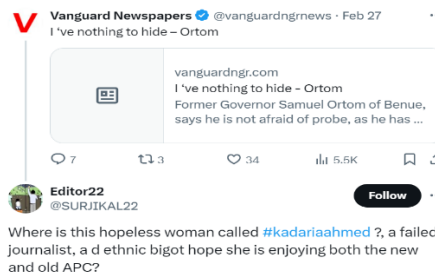 Vanguard Newspapers @vanguardngrnews · Feb 27
I 've nothing to hide – Ortom
vanguardngr.com
I 've nothing to hide - Ortom
Former Governor Samuel Ortom of Benue,
says he is not afraid of probe, as he has ...
7 3 34 5.5K
Editor22
@SURJIKAL22
Follow
Where is this hopeless woman called #kadariaahmed ?, a failed
journalist, a d ethnic bigot hope she is enjoying both the new
and old APC?